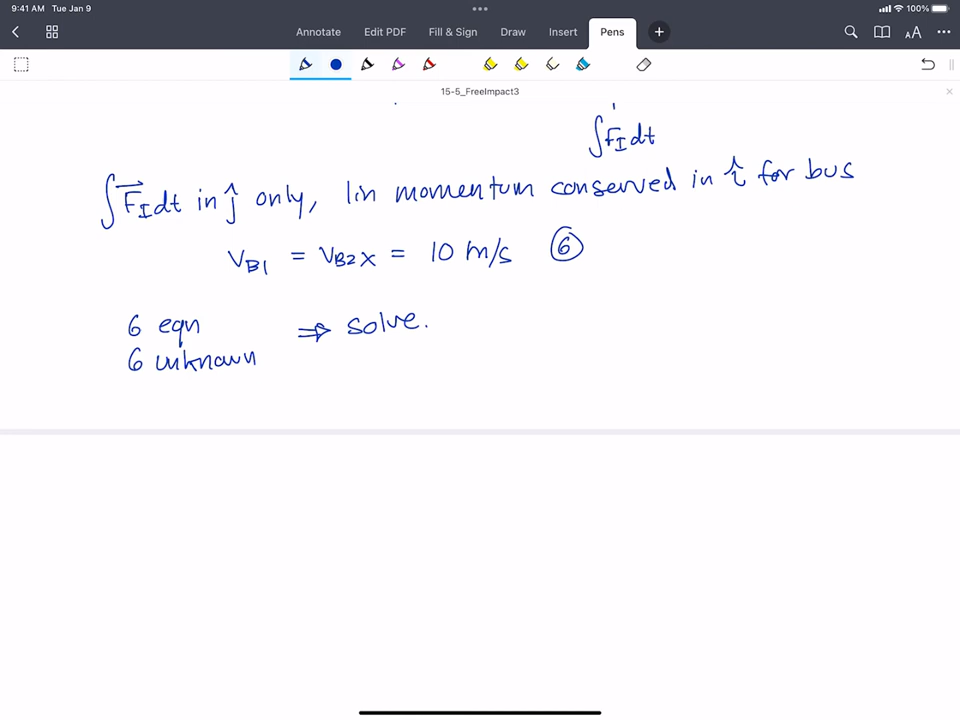 9:41 AM Tue Jan 9
100%
Annotate Edit PDF Fill & Sign Draw Insert Pens
AA
15-5_FreeImpact3
∫F_I dt
∫F⃗_I dt in ĵ only, lin momentum conserved in î for bus
V_B1 = V_B2x = 10 m/s ⑥
6 eqn ⇒ solve.
6 unknown